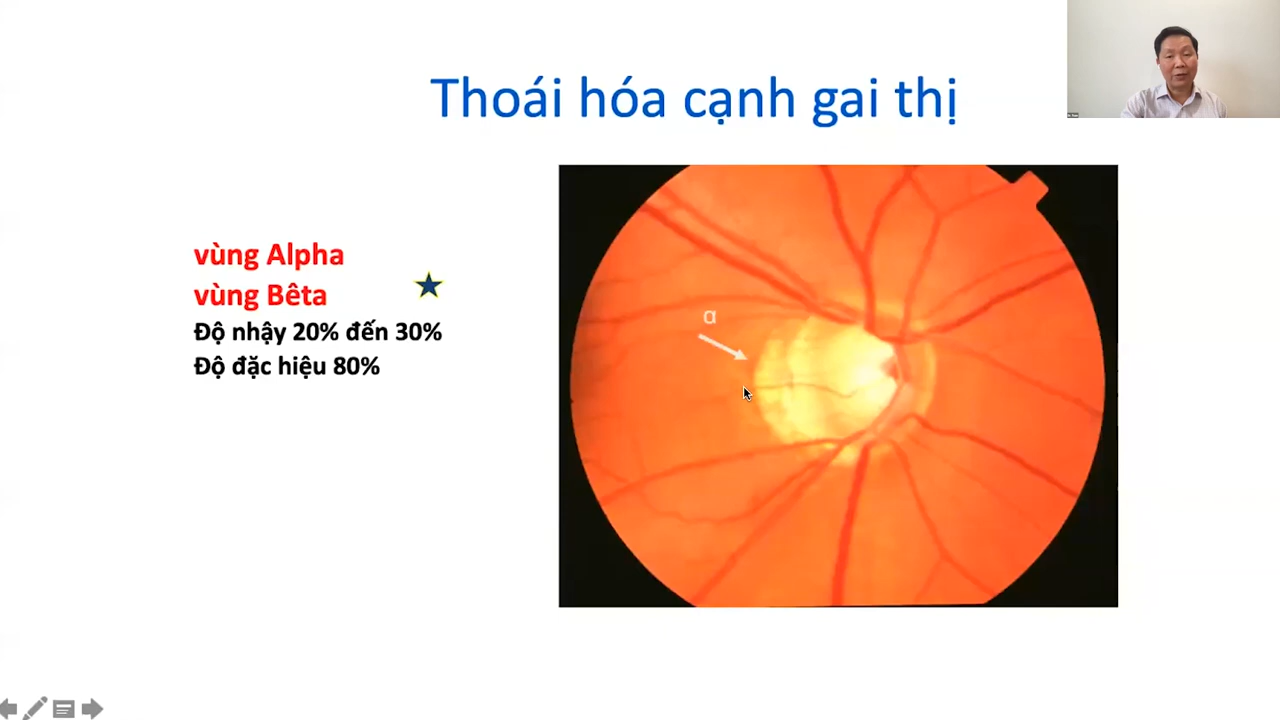 Thoái hóa cạnh gai thị
vùng Alpha
vùng Bêta
Độ nhậy 20% đến 30%
Độ đặc hiệu 80%
α